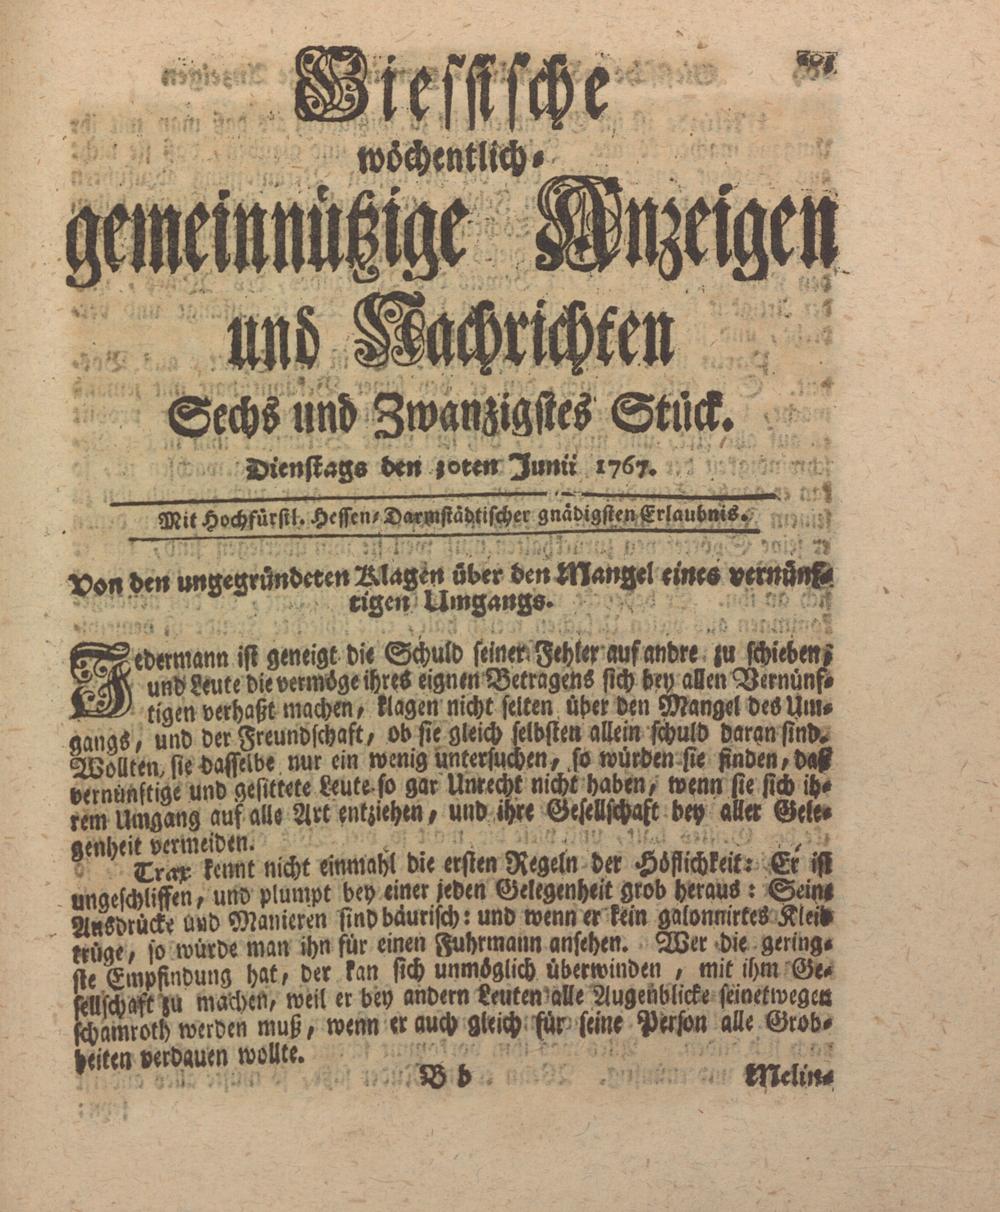 201
Giessische
wöchentlich-
gemeinnützige Anzeigen
und Nachrichten
Sechs und Zwanzigstes Stück.
Dienstags den 30ten Junii 1767.
Mit Hochfürstl. Hessen-Darmstädtischer gnädigsten Erlaubnis.
Von den ungegründeten Klagen über den Mangel eines vernünf-
tigen Umgangs.
Jedermann ist geneigt die Schuld seiner Fehler auf andre zu schieben;
und Leute die vermöge ihres eignen Betragens sich bey allen Vernünf-
tigen verhaßt machen, klagen nicht selten über den Mangel des Um-
gangs, und der Freundschaft, ob sie gleich selbsten allein schuld daran sind.
Wollten sie dasselbe nur ein wenig untersuchen, so würden sie finden, daß
vernünftige und gesittete Leute so gar Unrecht nicht haben, wenn sie sich ih-
rem Umgang auf alle Art entziehen, und ihre Gesellschaft bey aller Gele-
genheit vermeiden.
Trax kennt nicht einmahl die ersten Regeln der Höflichkeit: Er ist
ungeschliffen, und plumpt bey einer jeden Gelegenheit grob heraus: Seine
Ausdrücke und Manieren sind bäurisch: und wenn er kein galonnirtes Kleid
trüge, so würde man ihn für einen Fuhrmann ansehen. Wer die gering-
ste Empfindung hat, der kan sich unmöglich überwinden, mit ihm Ge-
sellschaft zu machen, weil er bey andern Leuten alle Augenblicke seinetwegen
schamroth werden muß, wenn er auch gleich für seine Person alle Grob-
heiten verdauen wollte.
B b Melin-